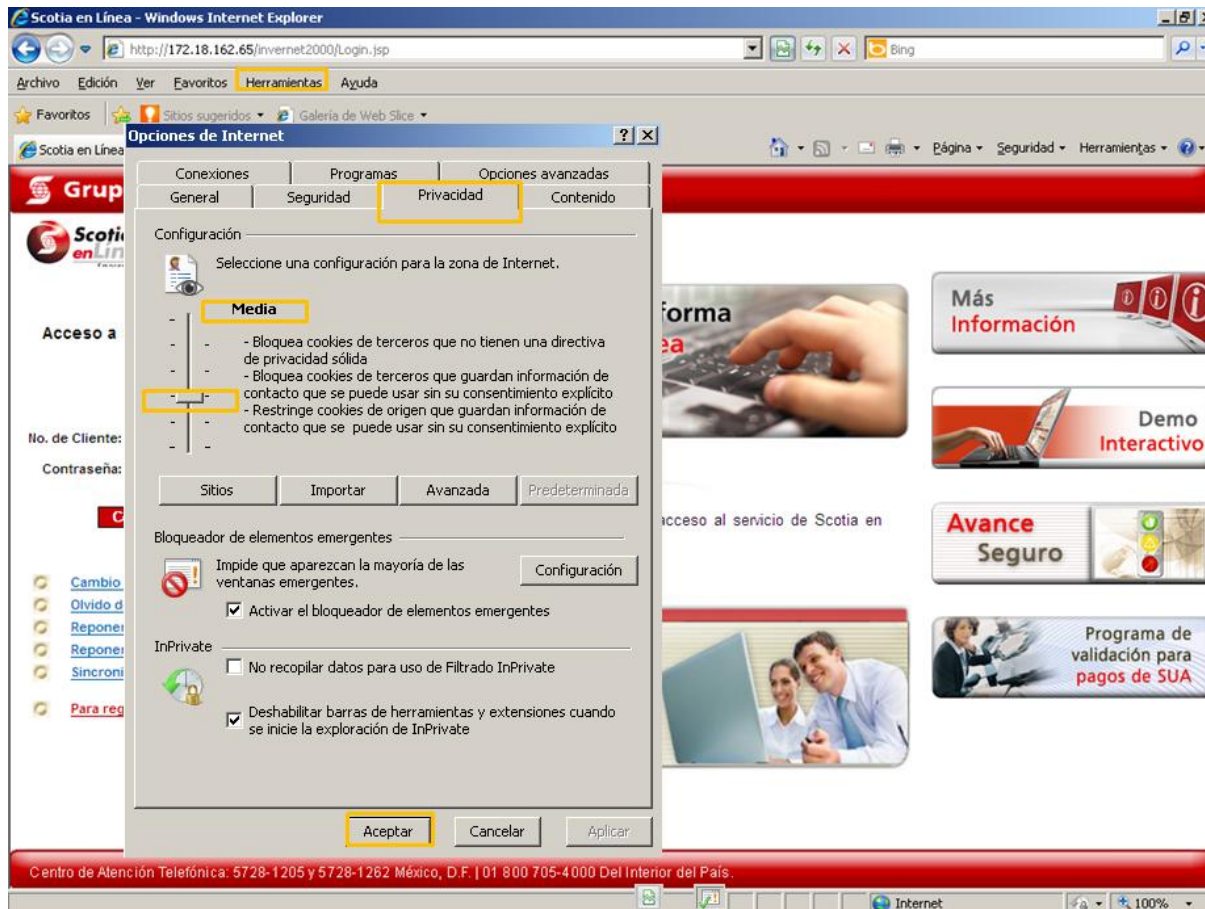 Scotia en Línea - Windows Internet Explorer
http://172.18.162.65/invernet2000/Login.jsp
Bing
Archivo Edición Ver Favoritos Herramientas Ayuda
Favoritos Sitios sugeridos Galería de Web Slice
Scotia en Línea
Página Seguridad Herramientas
Opciones de Internet
Conexiones Programas Opciones avanzadas
General Seguridad Privacidad Contenido
Configuración
Seleccione una configuración para la zona de Internet.
Media
- Bloquea cookies de terceros que no tienen una directiva
de privacidad sólida
- Bloquea cookies de terceros que guardan información de
contacto que se puede usar sin su consentimiento explícito
- Restringe cookies de origen que guardan información de
contacto que se puede usar sin su consentimiento explícito
Sitios Importar Avanzada Predeterminada
Bloqueador de elementos emergentes
Impide que aparezcan la mayoría de las
ventanas emergentes.
Configuración
Activar el bloqueador de elementos emergentes
InPrivate
No recopilar datos para uso de Filtrado InPrivate
Deshabilitar barras de herramientas y extensiones cuando
se inicie la exploración de InPrivate
Aceptar Cancelar Aplicar
Grup
Scotia
enLín
Acceso a
No. de Cliente:
Contraseña:
C
Cambio
Olvido d
Reponer
Reponer
Sincroni
Para reg
forma
ea
acceso al servicio de Scotia en
Más
Información
Demo
Interactivo
Avance
Seguro
Programa de
validación para
pagos de SUA
Centro de Atención Telefónica: 5728-1205 y 5728-1262 México, D.F. | 01 800 705-4000 Del Interior del País.
Internet 100%